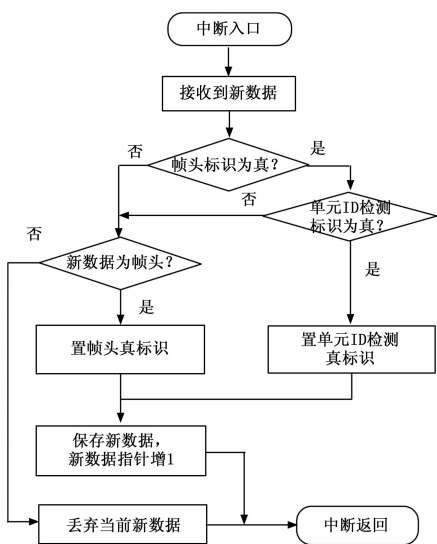 中断入口
接收到新数据
否
是
帧头标识为真?
否
单元ID检测
标识为真?
否
新数据为帧头?
是
是
置帧头真标识
置单元ID检测
真标识
保存新数据,
新数据指针增1
丢弃当前新数据
中断返回